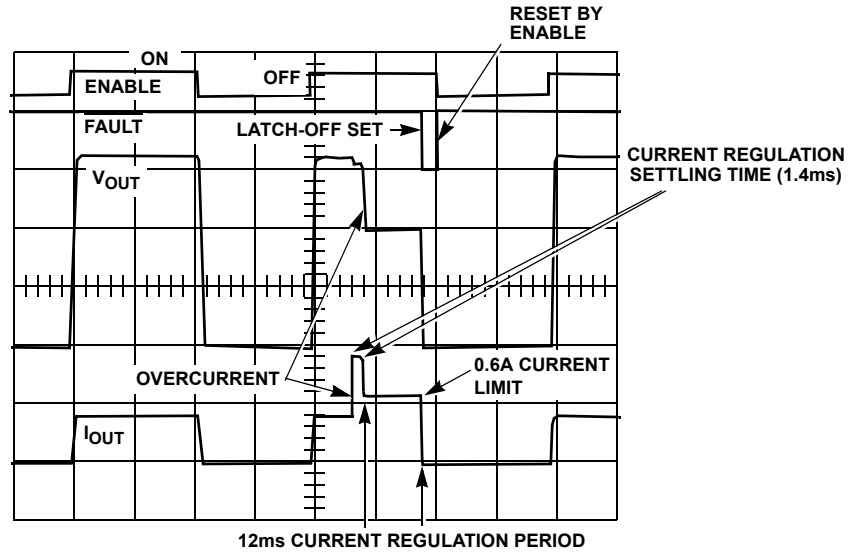 RESET BY
ENABLE
ON
OFF
ENABLE
FAULT
LATCH-OFF SET
CURRENT REGULATION
SETTLING TIME (1.4ms)
VOUT
OVERCURRENT
0.6A CURRENT
LIMIT
IOUT
12ms CURRENT REGULATION PERIOD